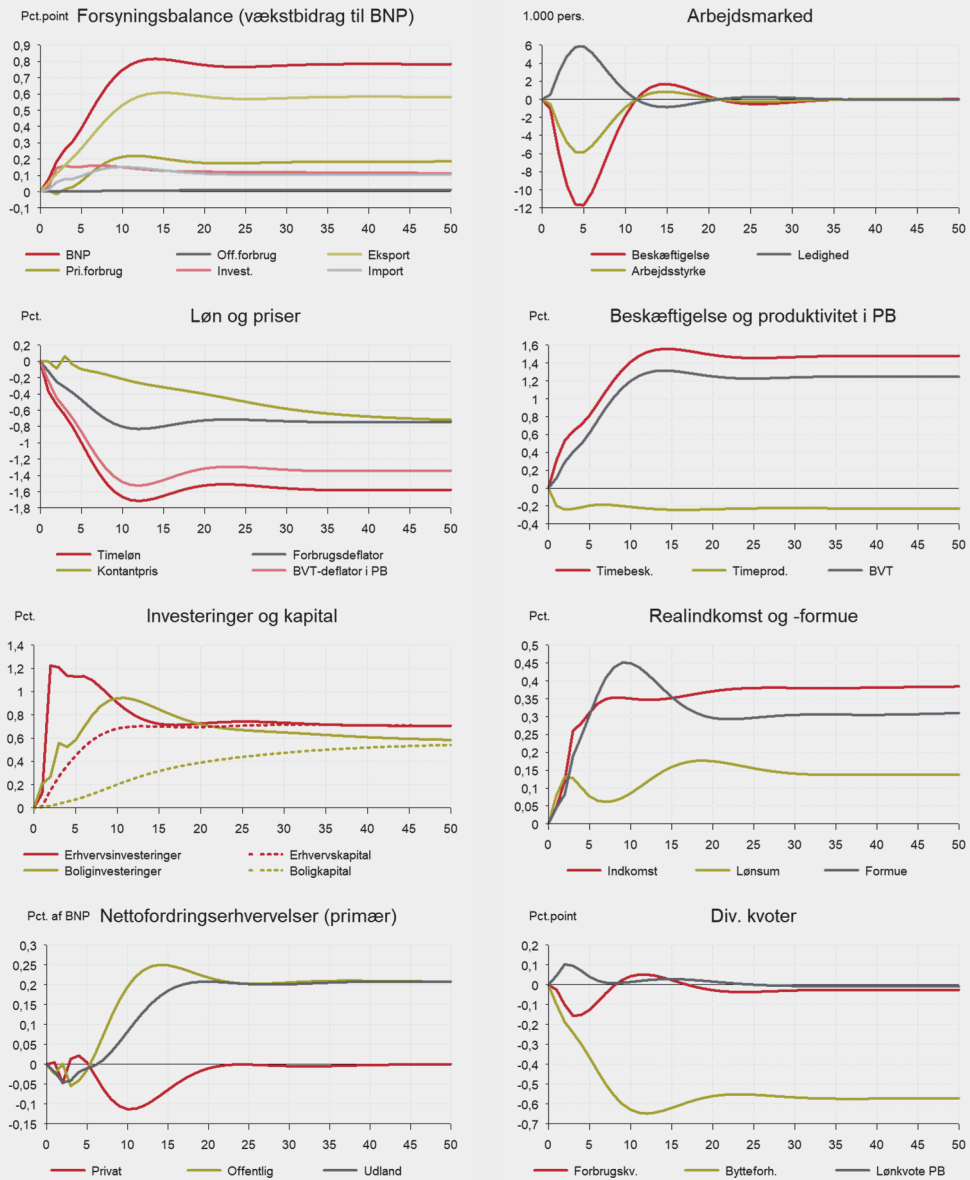 Pct.point Forsyningsbalance (vækstbidrag til BNP)
0,9
0,8
0,7
0,6
0,5
0,4
0,3
0,2
0,1
0
-0,1
0 5 10 15 20 25 30 35 40 45 50
BNP Off.forbrug Eksport
Pri.forbrug Invest. Import
1.000 pers. Arbejdsmarked
6
4
2
0
-2
-4
-6
-8
-10
-12
0 5 10 15 20 25 30 35 40 45 50
Beskæftigelse Ledighed
Arbejdsstyrke
Pct. Løn og priser
0,2
0
-0,2
-0,4
-0,6
-0,8
-1
-1,2
-1,4
-1,6
-1,8
0 5 10 15 20 25 30 35 40 45 50
Timeløn Forbrugsdeflator
Kontantpris BVT-deflator i PB
Pct. Beskæftigelse og produktivitet i PB
1,6
1,4
1,2
1
0,8
0,6
0,4
0,2
0
-0,2
-0,4
0 5 10 15 20 25 30 35 40 45 50
Timebesk. Timeprod. BVT
Pct. Investeringer og kapital
1,4
1,2
1
0,8
0,6
0,4
0,2
0
0 5 10 15 20 25 30 35 40 45 50
Erhvervsinvesteringer Erhvervskapital
Boliginvesteringer Boligkapital
Pct. Realindkomst og -formue
0,5
0,45
0,4
0,35
0,3
0,25
0,2
0,15
0,1
0,05
0
0 5 10 15 20 25 30 35 40 45 50
Indkomst Lønsum Formue
Pct. af BNP Nettofordringserhvervelser (primær)
0,3
0,25
0,2
0,15
0,1
0,05
0
-0,05
-0,1
-0,15
0 5 10 15 20 25 30 35 40 45 50
Privat Offentlig Udland
Pct.point Div. kvoter
0,2
0,1
0
-0,1
-0,2
-0,3
-0,4
-0,5
-0,6
-0,7
0 5 10 15 20 25 30 35 40 45 50
Forbrugskv. Bytteforh. Lønkvote PB